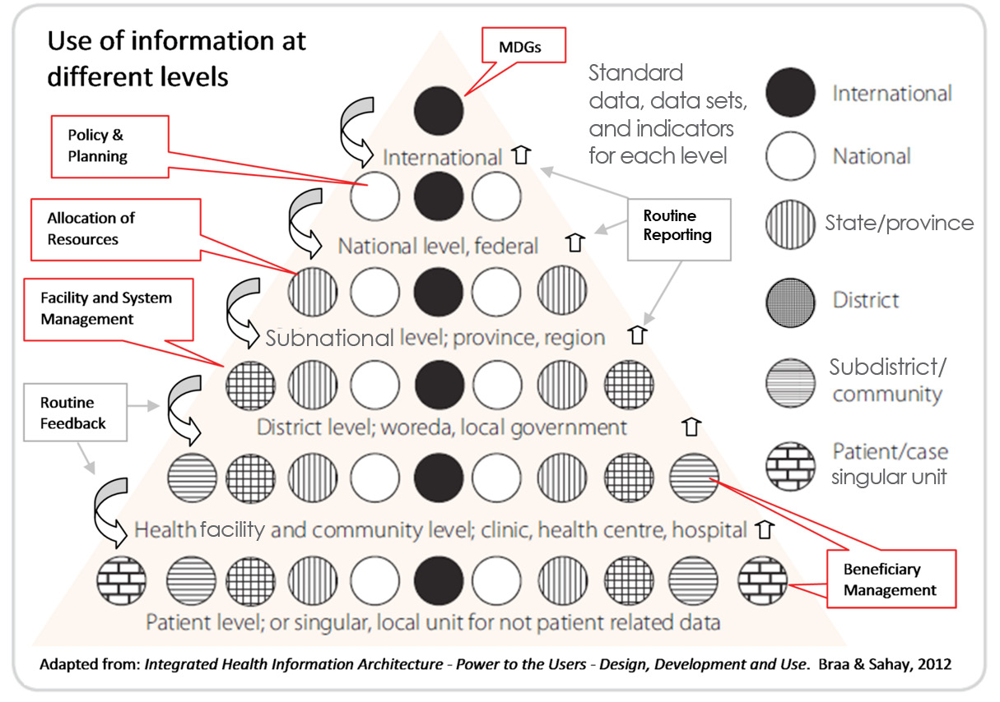 Use of information at
different levels
MDGs
Standard
data, data sets,
and indicators
for each level
International
National
State/province
District
Subdistrict/
community
Patient/case
singular unit
Policy &
Planning
International
Allocation of
Resources
Routine
Reporting
National level, federal
Facility and System
Management
Subnational level; province, region
Routine
Feedback
District level; woreda, local government
Health facility and community level; clinic, health centre, hospital
Beneficiary
Management
Patient level; or singular, local unit for not patient related data
Adapted from: Integrated Health Information Architecture - Power to the Users - Design, Development and Use. Braa & Sahay, 2012